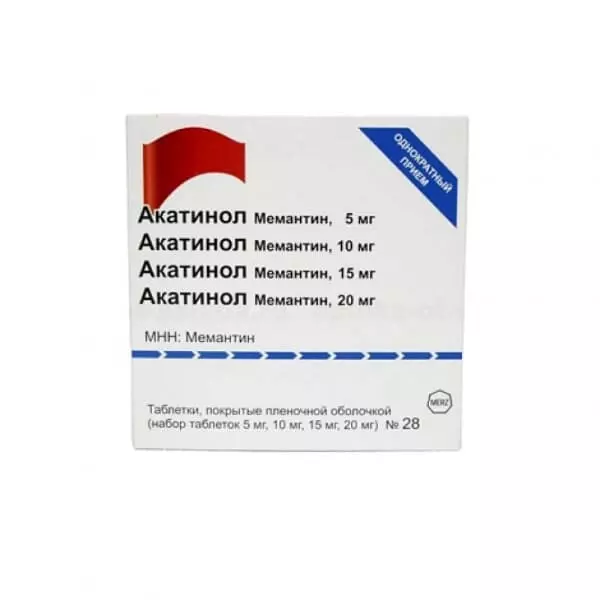 ОДНОКРАТНЫЙ
ПРИЕМ
Акатинол Мемантин, 5 мг
Акатинол Мемантин, 10 мг
Акатинол Мемантин, 15 мг
Акатинол Мемантин, 20 мг
МНН: Мемантин
Таблетки, покрытые пленочной оболочкой
(набор таблеток 5 мг, 10 мг, 15 мг, 20 мг) № 28
MERZ